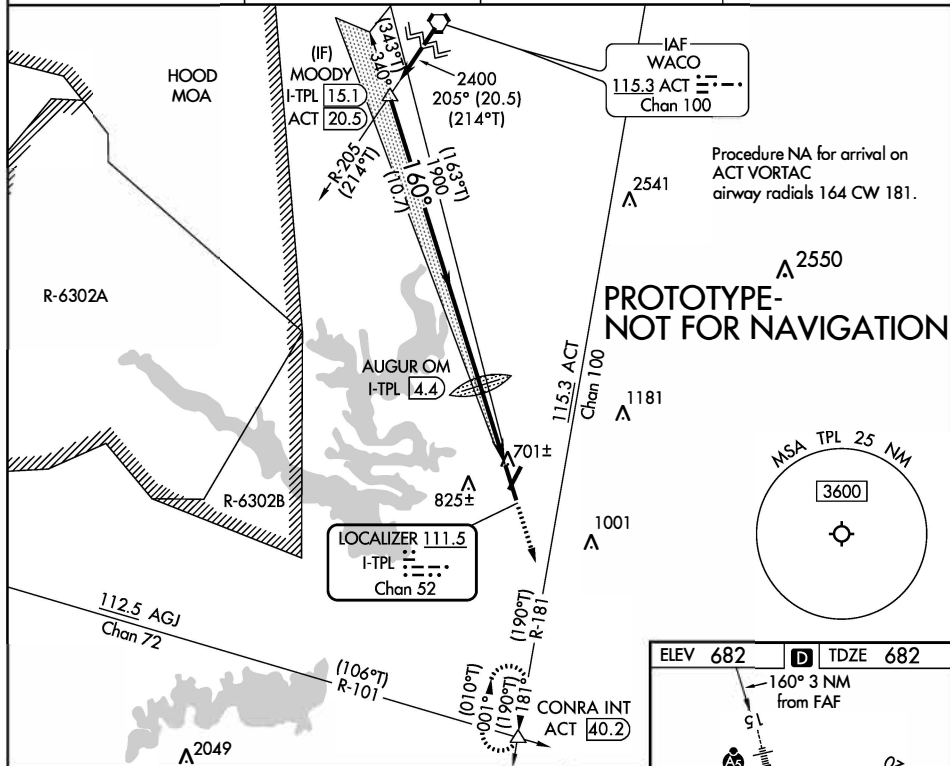 HOOD
MOA
(IF)
MOODY
I-TPL 15.1
ACT 20.5
(343°T)
340°
2400
205° (20.5)
(214°T)
IAF
WACO
115.3 ACT
Chan 100
R-205
(214°T)
160°
(10.7)
1900
(163°T)
Procedure NA for arrival on
ACT VORTAC
airway radials 164 CW 181.
2541
2550
PROTOTYPE-
NOT FOR NAVIGATION
R-6302A
AUGUR OM
I-TPL 4.4
115.3 ACT
Chan 100
1181
701±
825±
R-6302B
MSA TPL 25 NM
3600
1001
LOCALIZER 111.5
I-TPL
Chan 52
112.5 AGJ
Chan 72
(190°T)
R-181
(106°T)
R-101
(010°T)
001°
(190°T)
181°
CONRA INT
ACT 40.2
2049
ELEV 682 D TDZE 682
160° 3 NM
from FAF
15
A5